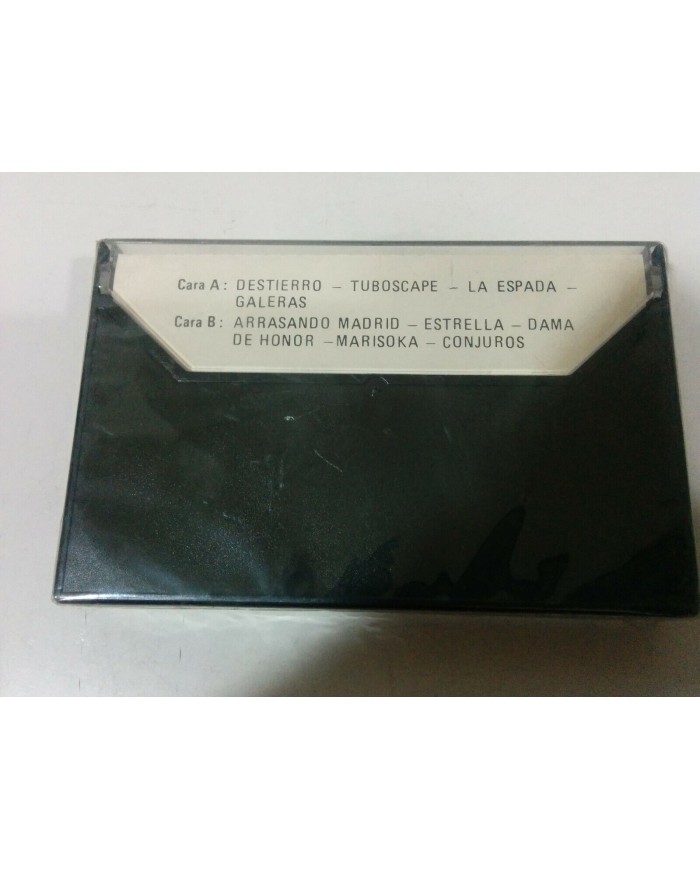 Cara A: DESTIERRO – TUBOSCAPE – LA ESPADA –
GALERAS
Cara B: ARRASANDO MADRID – ESTRELLA – DAMA
DE HONOR – MARISOKA – CONJUROS